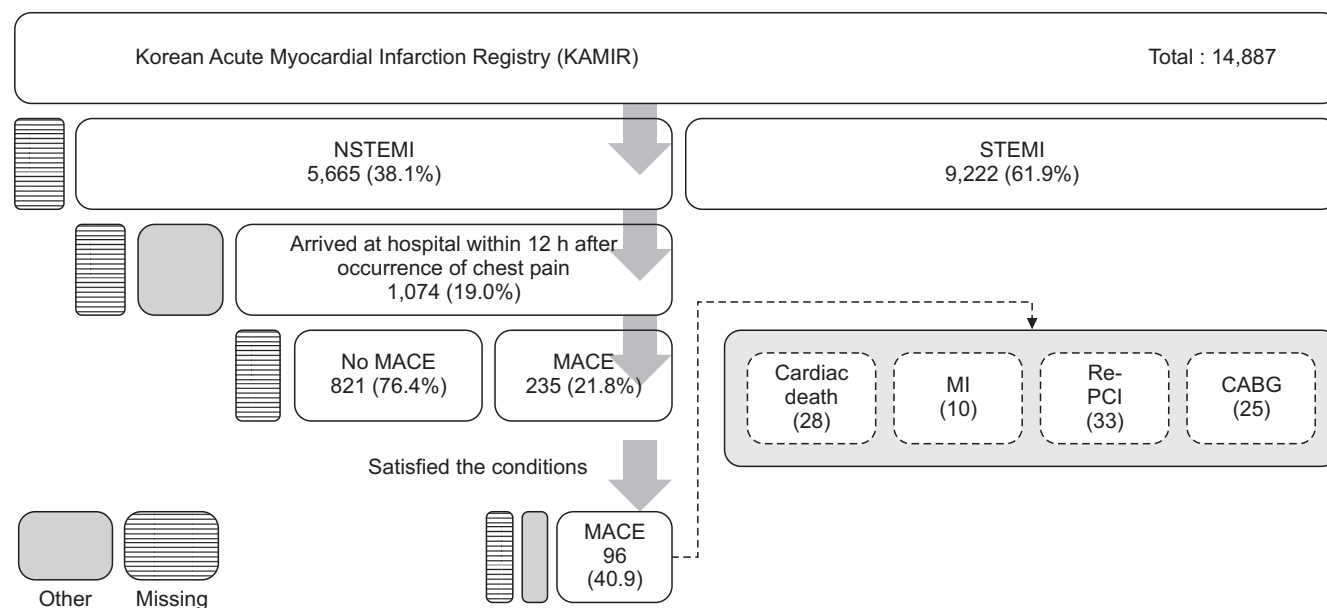 Korean Acute Myocardial Infarction Registry (KAMIR)
Total : 14,887
NSTEMI
5,665 (38.1%)
STEMI
9,222 (61.9%)
Arrived at hospital within 12 h after
occurrence of chest pain
1,074 (19.0%)
No MACE
821 (76.4%)
MACE
235 (21.8%)
Cardiac
death
(28)
MI
(10)
Re-
PCI
(33)
CABG
(25)
Satisfied the conditions
MACE
96
(40.9)
Other
Missing